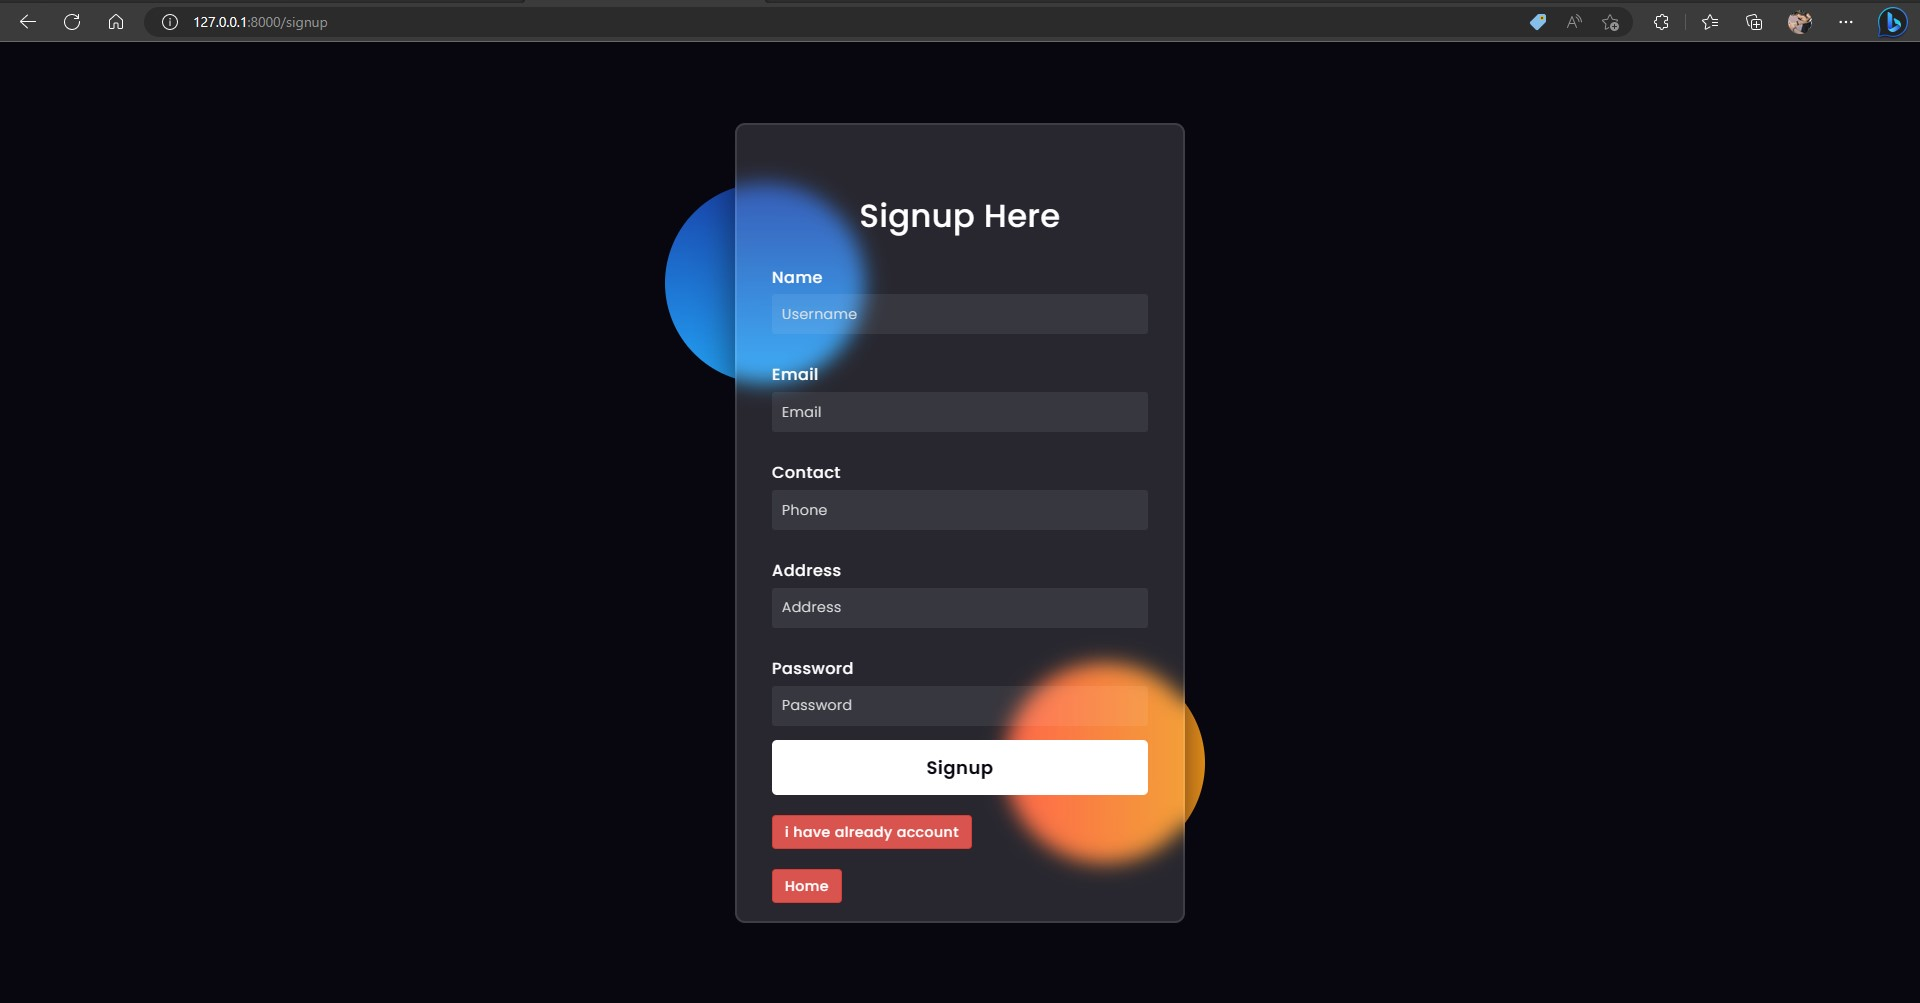 127.0.0.1:8000/signup
Signup Here
Name
Username
Email
Email
Contact
Phone
Address
Address
Password
Password
Signup
i have already account
Home